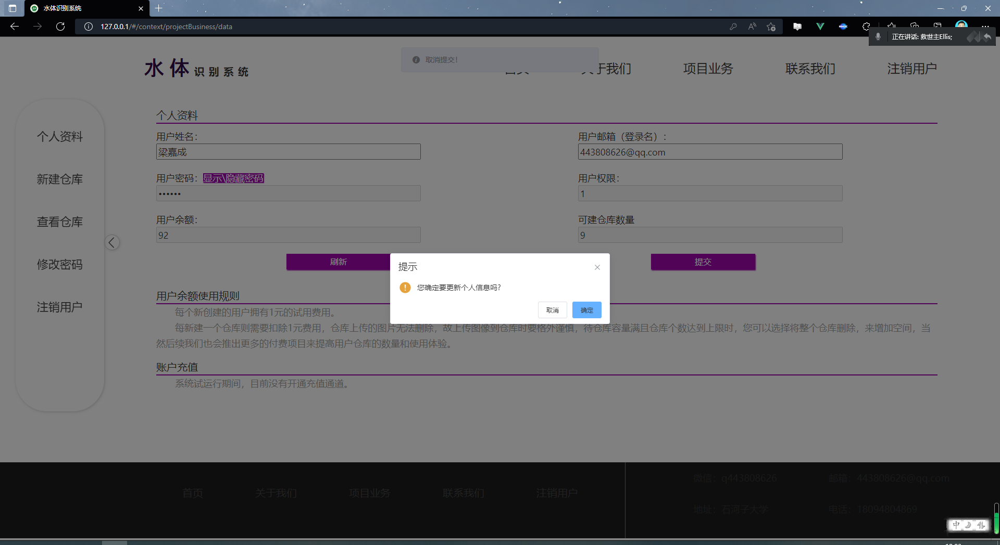 水体识别系统
127.0.0.1/#/context/projectBusiness/data
正在讲话: 救世主Ellis;
取消提交！
水体识别系统
首页 关于我们 项目业务 联系我们 注销用户
个人资料
新建仓库
查看仓库
修改密码
注销用户
个人资料
用户姓名：
梁嘉成
用户邮箱（登录名）：
443808626@qq.com
用户密码：显示\隐藏密码
••••••
用户权限：
1
用户余额：
92
可建仓库数量
9
刷新
提交
提示
您确定要更新个人信息吗?
取消 确定
用户余额使用规则
每个新创建的用户拥有1元的试用费用。
每新建一个仓库则需要扣除1元费用，仓库上传的图片无法删除，故上传图像到仓库时要格外谨慎，待仓库容量满且仓库个数达到上限时，您可以选择将整个仓库删除，来增加空间，当
然后续我们也会推出更多的付费项目来提高用户仓库的数量和使用体验。
账户充值
系统试运行期间，目前没有开通充值通道。
首页 关于我们 项目业务 联系我们 注销用户
微信：q443808626 邮箱：443808626@qq.com
地址：石河子大学 电话：18094804869
中